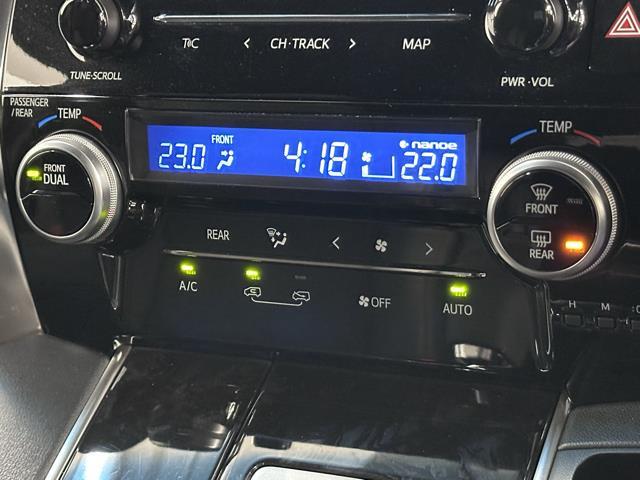 T&C < CH·TRACK > MAP
TUNE·SCROLL
PWR·VOL
PASSENGER
/REAR
TEMP
TEMP
FRONT
nanoe
23.0 4:18 22.0
FRONT
DUAL
FRONT
REAR
REAR < >
A/C OFF AUTO
H M :0